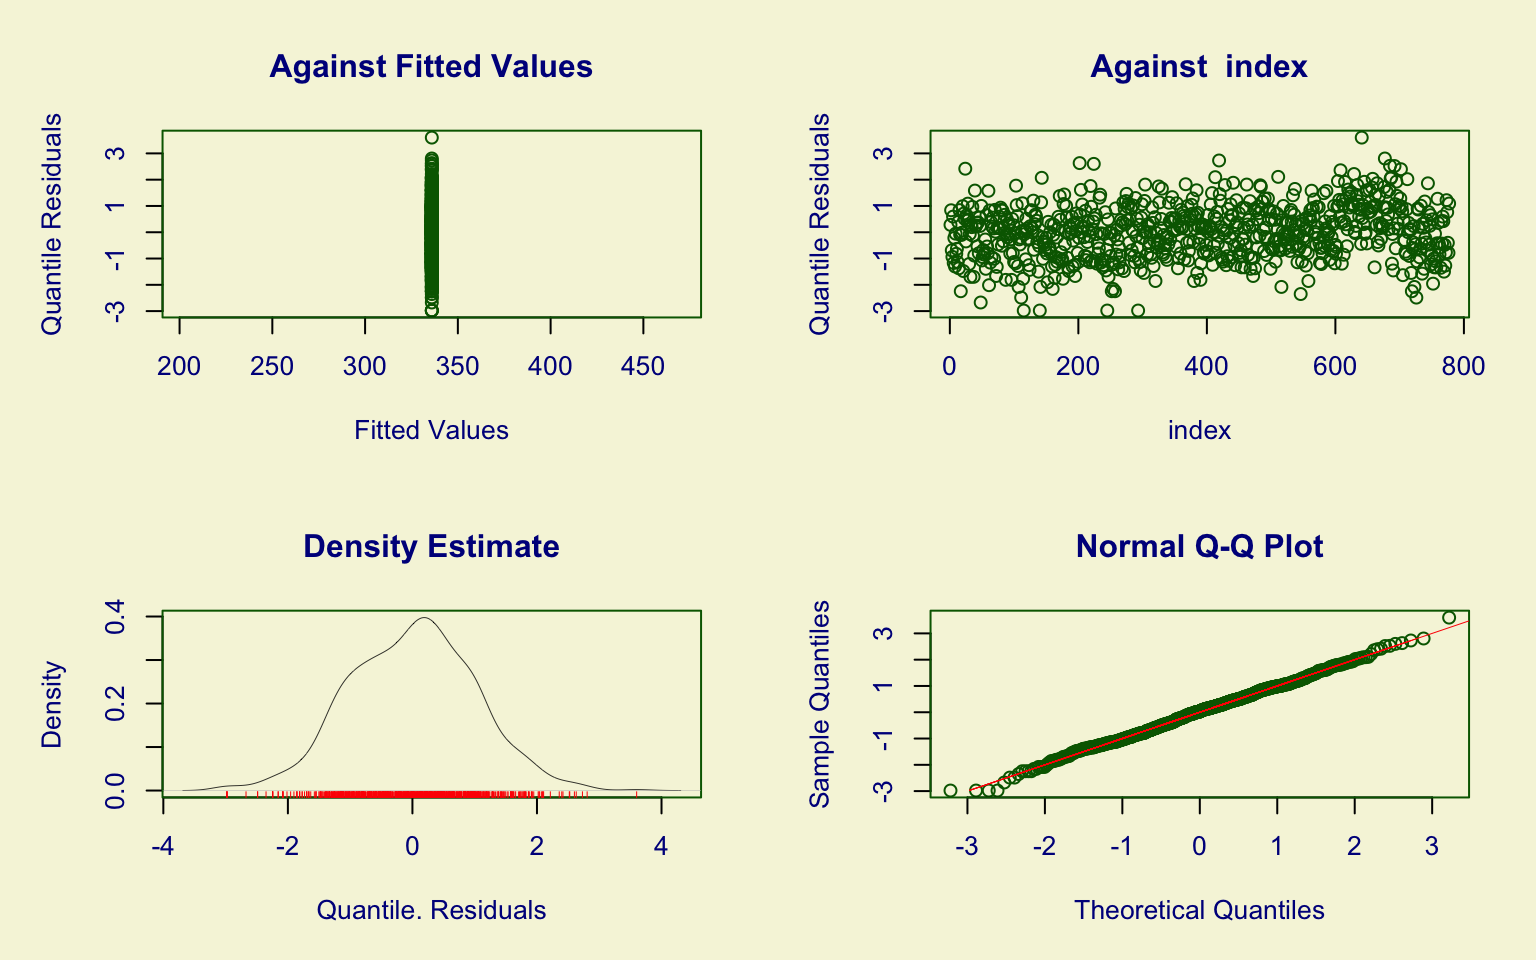 Against Fitted Values
Quantile Residuals
3
1
-1
-3
200 250 300 350 400 450
Fitted Values
Against  index
Quantile Residuals
3
1
-1
-3
0 200 400 600 800
index
Density Estimate
Density
0.4
0.2
0.0
-4 -2 0 2 4
Quantile. Residuals
Normal Q-Q Plot
Sample Quantiles
3
1
-1
-3
-3 -2 -1 0 1 2 3
Theoretical Quantiles